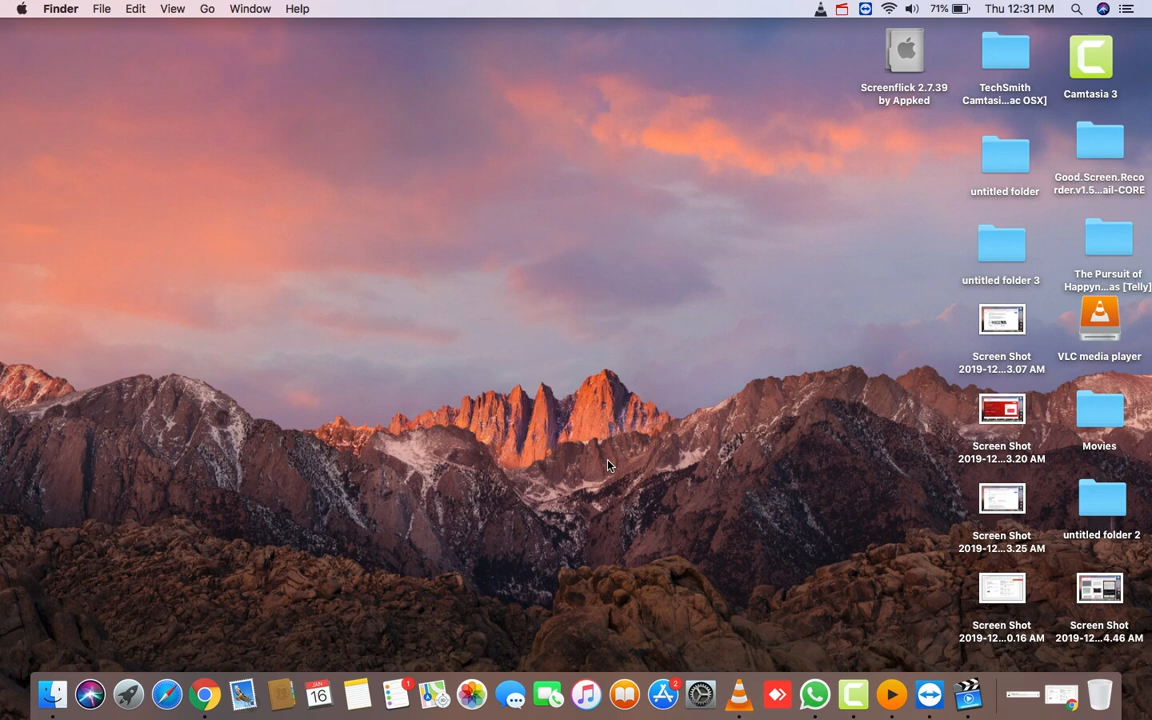 Finder File Edit View Go Window Help 71% Thu 12:31 PM
Screenflick 2.7.39
by Appked
TechSmith
Camtasi...ac OSX]
Camtasia 3
untitled folder
Good.Screen.Reco
rder.v1.5...ail-CORE
untitled folder 3
The Pursuit of
Happyn...as [Telly]
Screen Shot
2019-12...3.07 AM
VLC media player
Screen Shot
2019-12...3.20 AM
Movies
Screen Shot
2019-12...3.25 AM
untitled folder 2
Screen Shot
2019-12...0.16 AM
Screen Shot
2019-12...4.46 AM
JAN
16
1
2